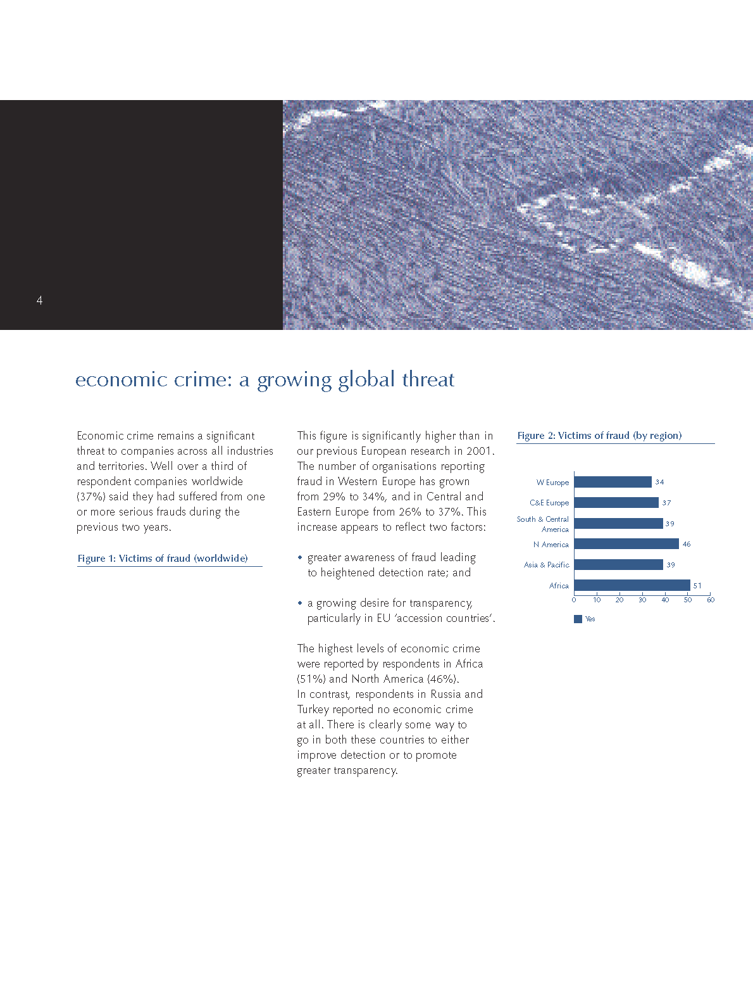 4
economic crime: a growing global threat
Economic crime remains a significant
threat to companies across all industries
and territories. Well over a third of
respondent companies worldwide
(37%) said they had suffered from one
or more serious frauds during the
previous two years.
Figure 1: Victims of fraud (worldwide)
This figure is significantly higher than in
our previous European research in 2001.
The number of organisations reporting
fraud in Western Europe has grown
from 29% to 34%, and in Central and
Eastern Europe from 26% to 37%. This
increase appears to reflect two factors:
• greater awareness of fraud leading
to heightened detection rate; and
• a growing desire for transparency,
particularly in EU ‘accession countries’.
The highest levels of economic crime
were reported by respondents in Africa
(51%) and North America (46%).
In contrast, respondents in Russia and
Turkey reported no economic crime
at all. There is clearly some way to
go in both these countries to either
improve detection or to promote
greater transparency.
Figure 2: Victims of fraud (by region)
W Europe 34
C&E Europe 37
South & Central
America 39
N America 46
Asia & Pacific 39
Africa 51
0 10 20 30 40 50 60
Yes